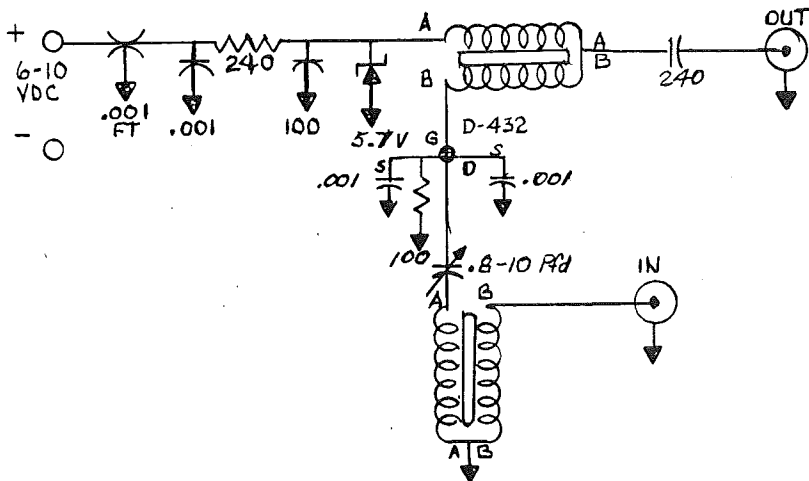 A
OUT
+
A
B
6-10
VDC
240
240
B
.001
FT
.001
100
5.7V
D-432
-
G
S
D
S
.001
.001
100
.8-10 Pfd
IN
A
B
A
B